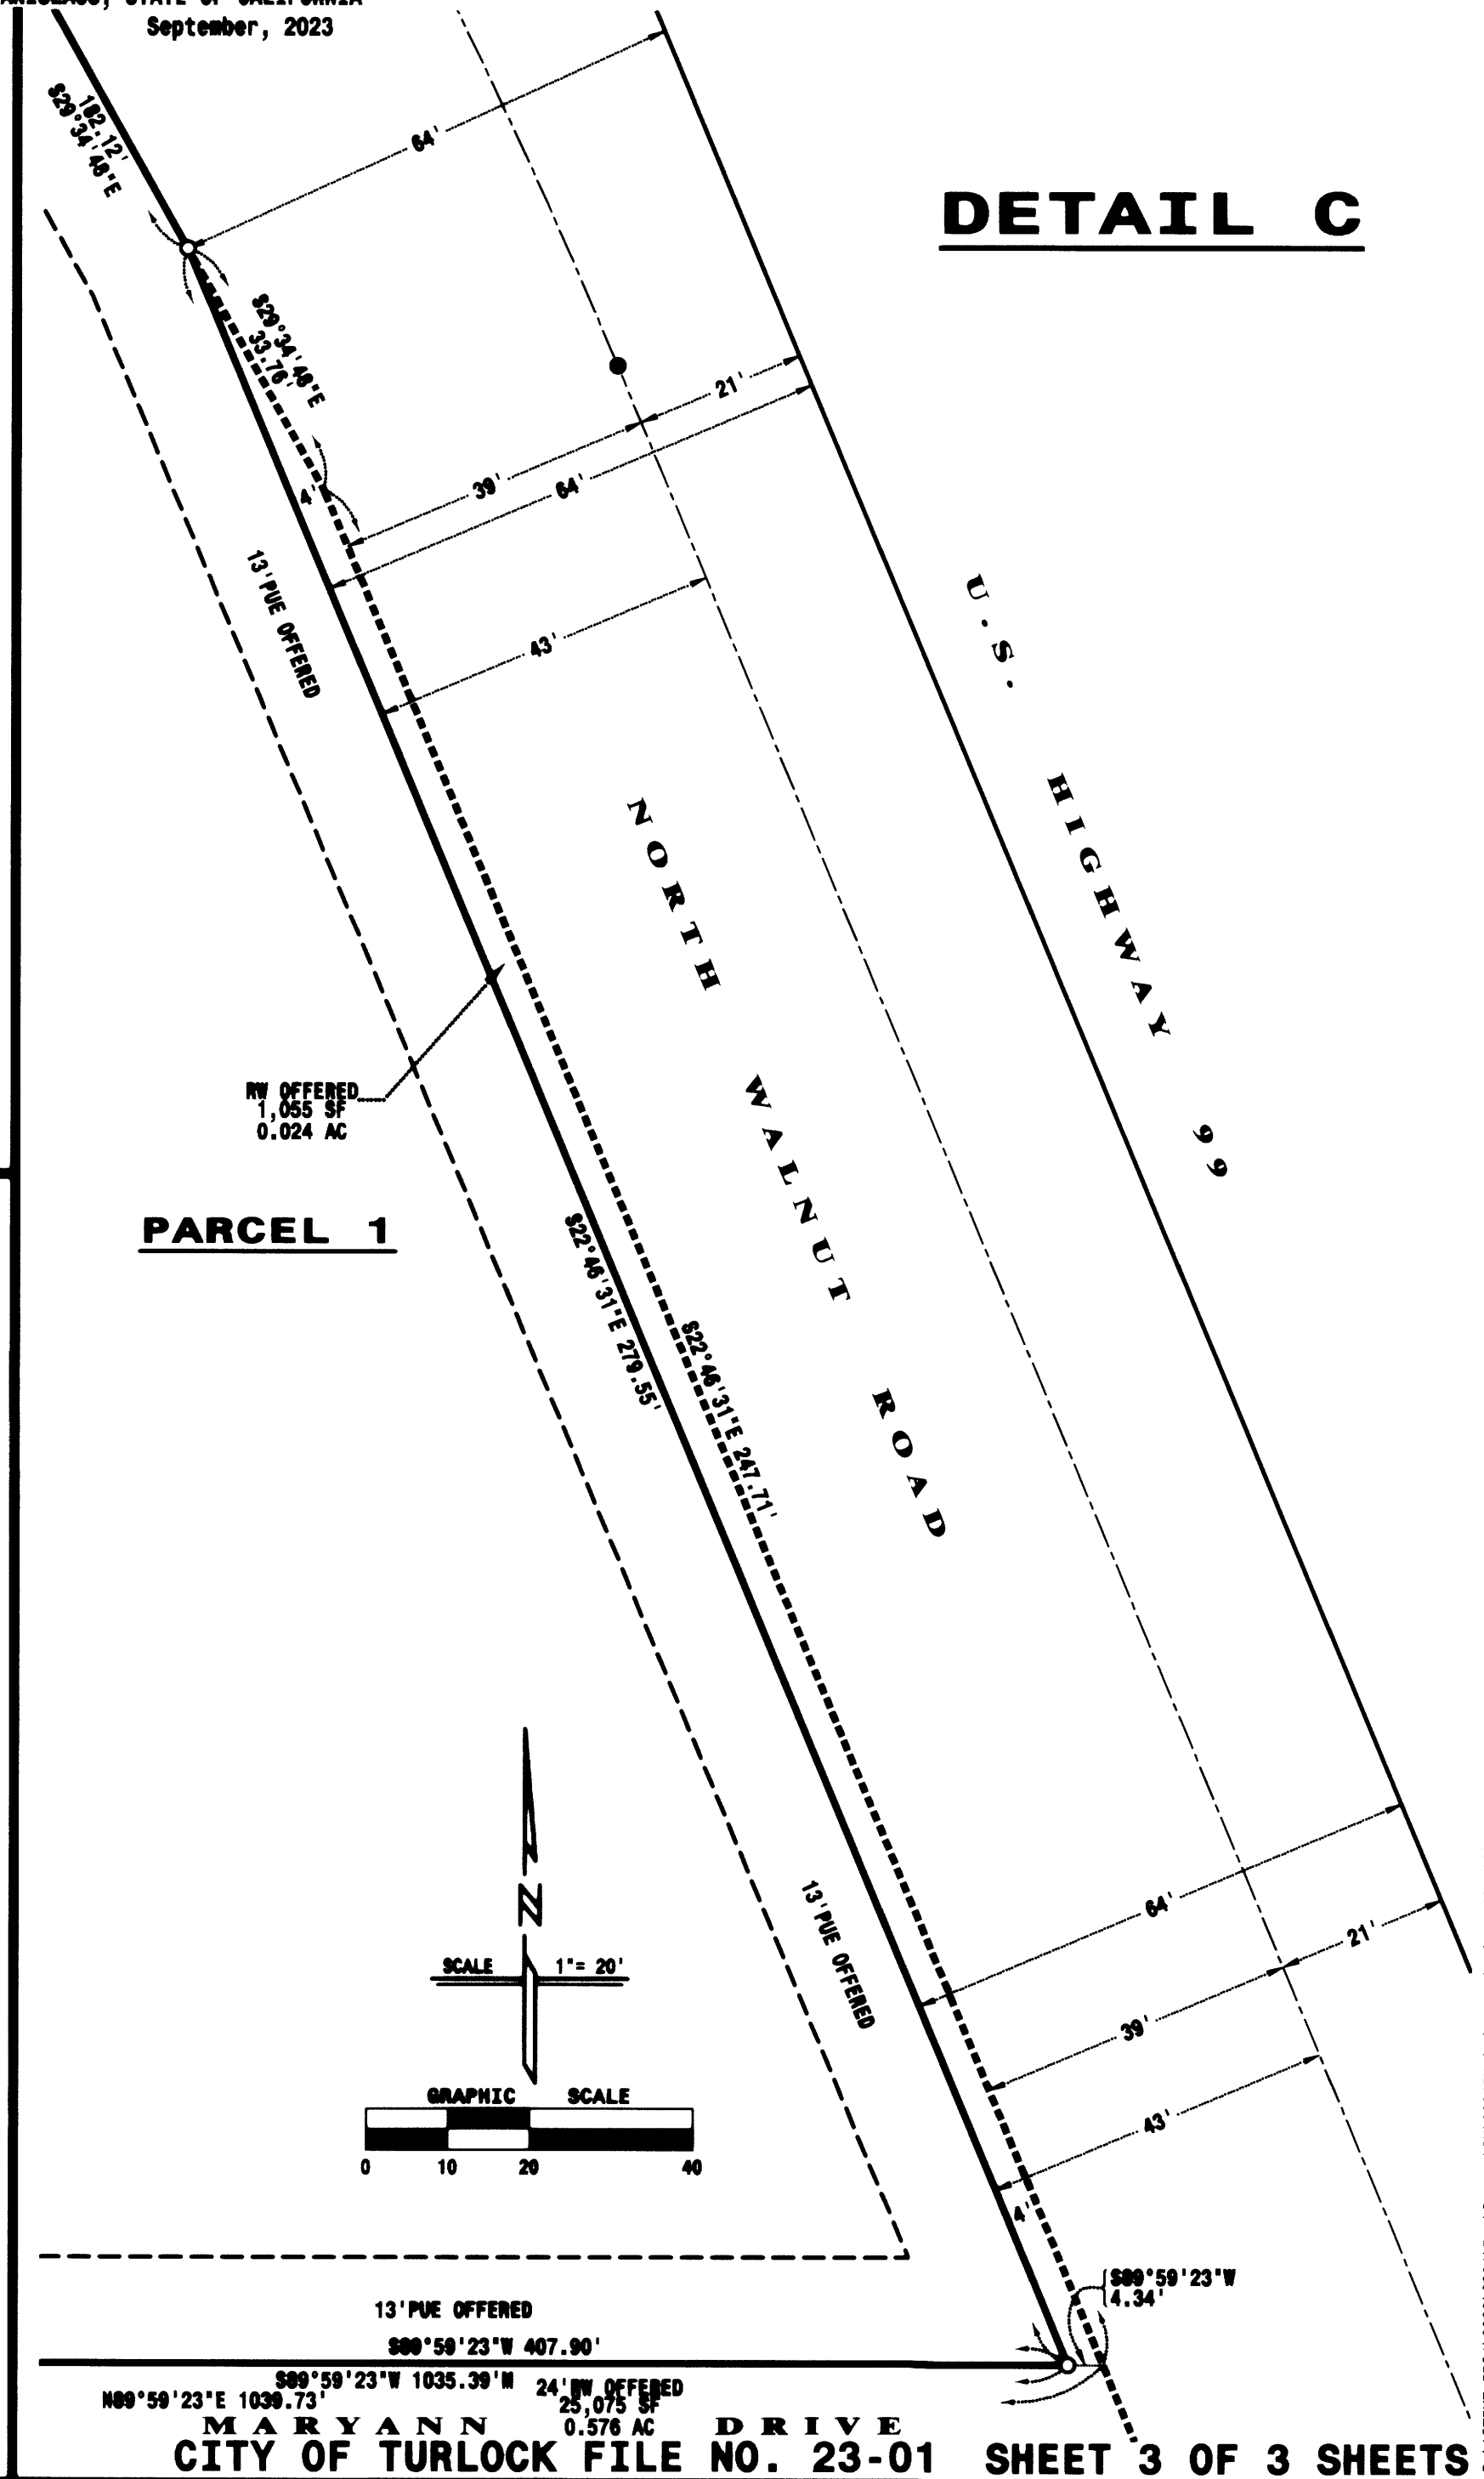 STATE OF CALIFORNIA
September, 2023
182.12'
S29°34'48"E
64'
DETAIL C
S29°34'48"E
33.76'
21'
39'
64'
4'
43'
13'PUE OFFERED
U.S. HIGHWAY 99
NORTH WALNUT ROAD
RW OFFERED
1,055 SF
0.024 AC
PARCEL 1
S22°46'31"E 279.55'
S22°46'31"E 247.71'
64'
21'
39'
43'
4'
13'PUE OFFERED
N
SCALE 1"= 20'
GRAPHIC SCALE
0 10 20 40
S89°59'23"W
4.34'
13'PUE OFFERED
S89°59'23"W 407.90'
S89°59'23"W 1035.39'M
N89°59'23"E 1039.73'
24'RW OFFERED
25,075 SF
0.576 AC
MARYANN DRIVE
CITY OF TURLOCK FILE NO. 23-01 SHEET 3 OF 3 SHEETS